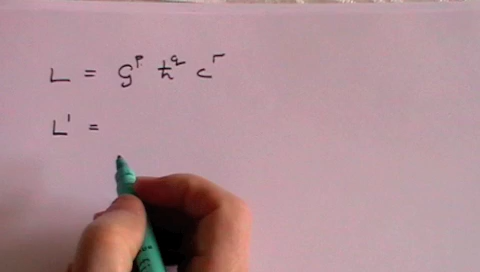 L = G^p ħ^q c^r
L' =